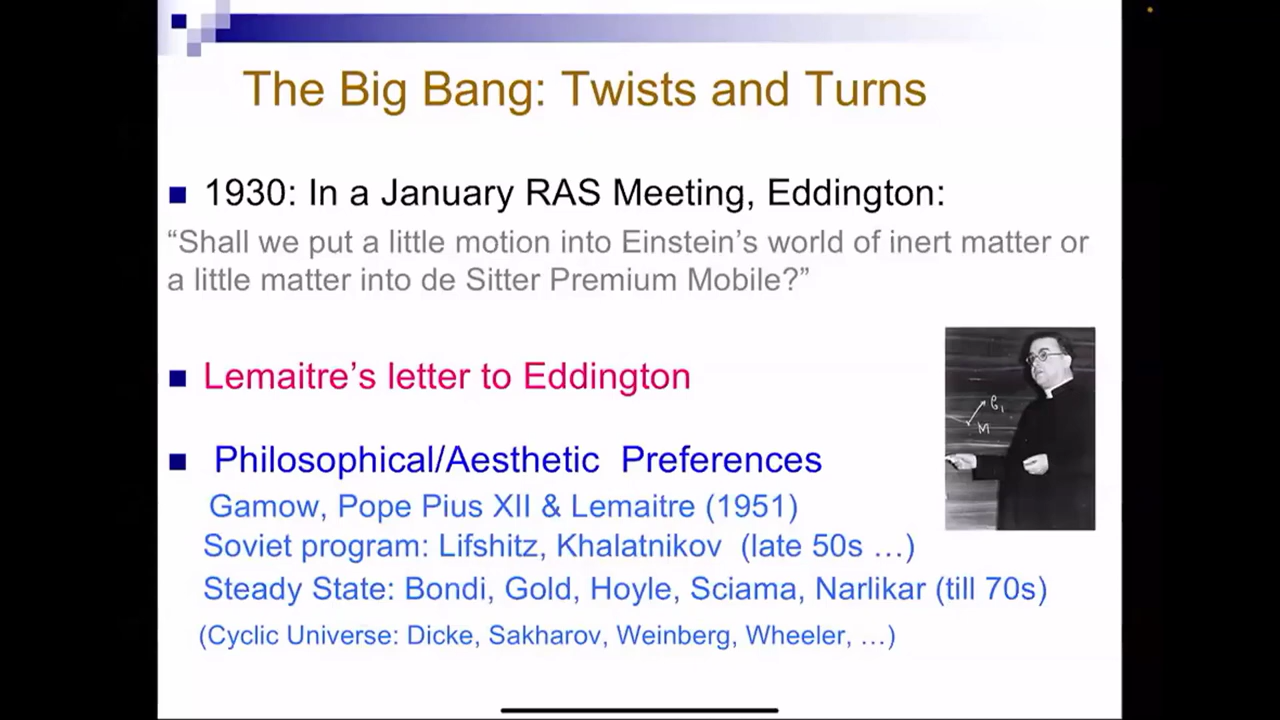 The Big Bang: Twists and Turns
1930: In a January RAS Meeting, Eddington:
“Shall we put a little motion into Einstein’s world of inert matter or
a little matter into de Sitter Premium Mobile?”
Lemaitre’s letter to Eddington
Philosophical/Aesthetic Preferences
Gamow, Pope Pius XII & Lemaitre (1951)
Soviet program: Lifshitz, Khalatnikov (late 50s …)
Steady State: Bondi, Gold, Hoyle, Sciama, Narlikar (till 70s)
(Cyclic Universe: Dicke, Sakharov, Weinberg, Wheeler, …)
M